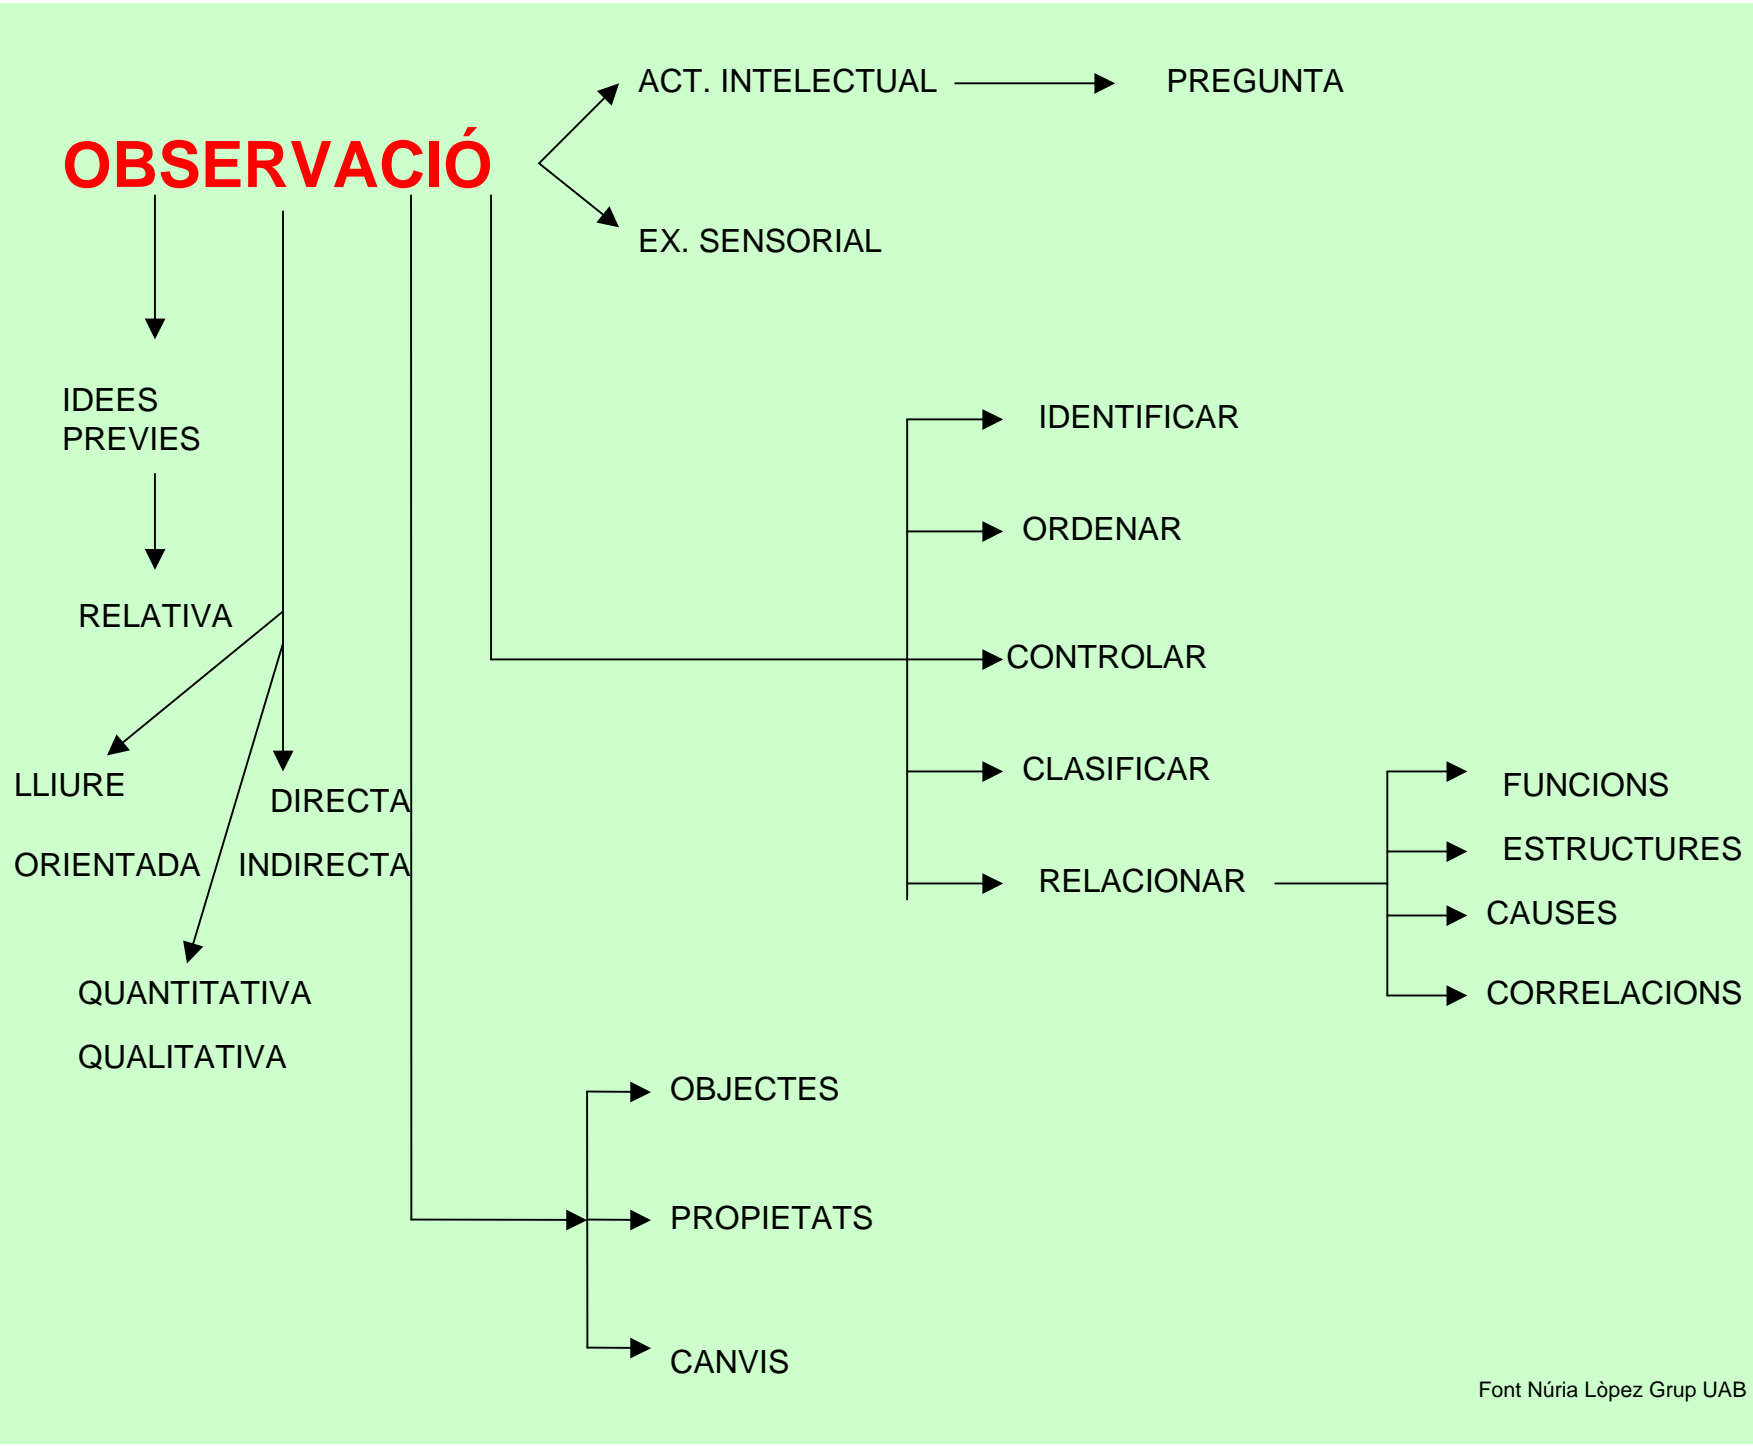 ACT. INTELECTUAL
PREGUNTA
OBSERVACIÓ
EX. SENSORIAL
IDEES
PREVIES
IDENTIFICAR
ORDENAR
RELATIVA
CONTROLAR
CLASIFICAR
LLIURE
DIRECTA
FUNCIONS
ORIENTADA
INDIRECTA
ESTRUCTURES
RELACIONAR
CAUSES
QUANTITATIVA
CORRELACIONS
QUALITATIVA
OBJECTES
PROPIETATS
CANVIS
Font Núria Lòpez Grup UAB